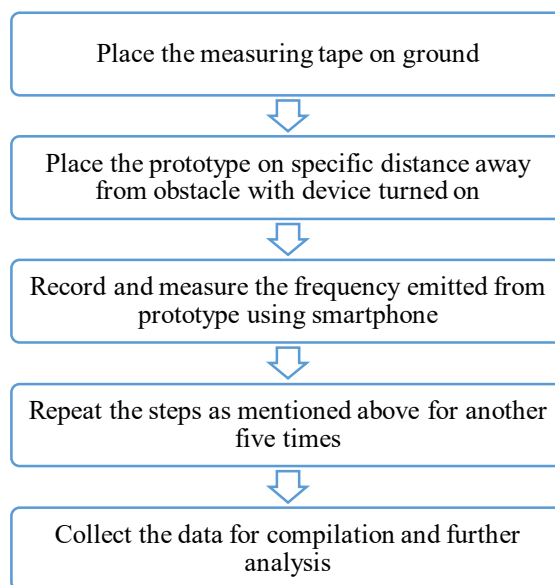 Place the measuring tape on ground
Place the prototype on specific distance away
from obstacle with device turned on
Record and measure the frequency emitted from
prototype using smartphone
Repeat the steps as mentioned above for another
five times
Collect the data for compilation and further
analysis